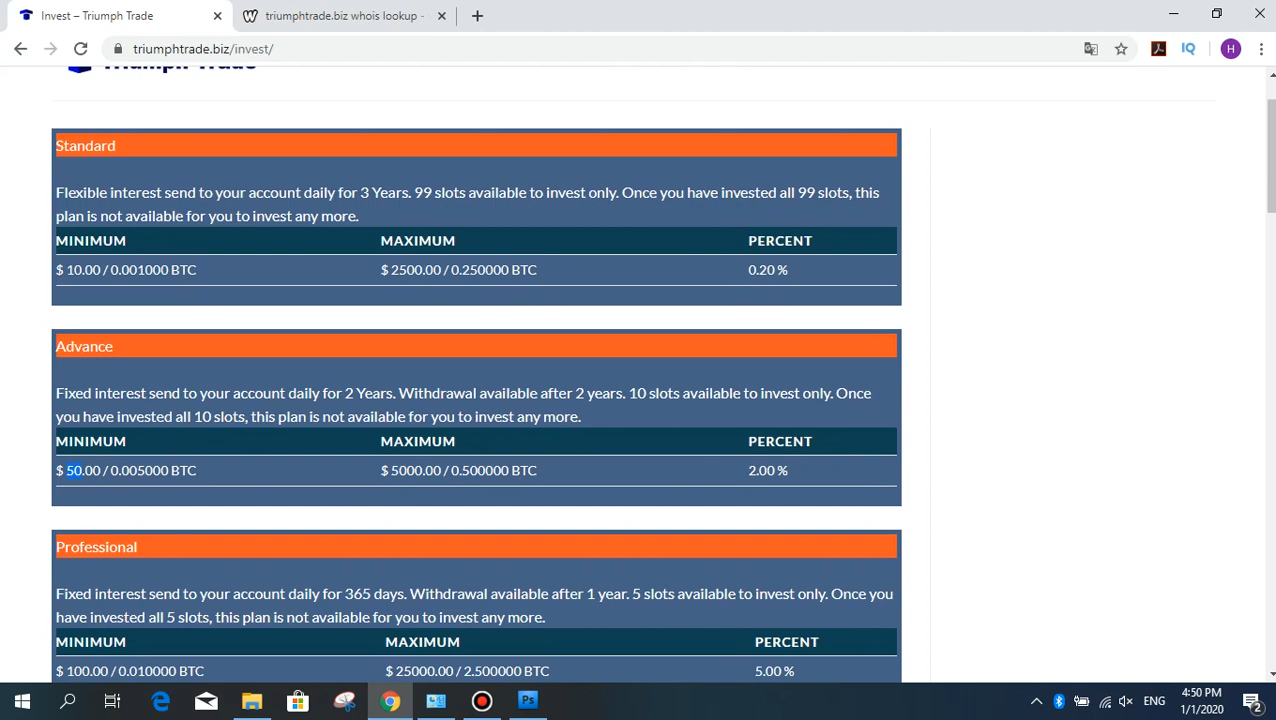 Invest – Triumph Trade
triumphtrade.biz whois lookup -
triumphtrade.biz/invest/
IQ
H
Triumph Trade
Standard
Flexible interest send to your account daily for 3 Years. 99 slots available to invest only. Once you have invested all 99 slots, this
plan is not available for you to invest any more.
MINIMUM MAXIMUM PERCENT
$ 10.00 / 0.001000 BTC $ 2500.00 / 0.250000 BTC 0.20 %
Advance
Fixed interest send to your account daily for 2 Years. Withdrawal available after 2 years. 10 slots available to invest only. Once
you have invested all 10 slots, this plan is not available for you to invest any more.
MINIMUM MAXIMUM PERCENT
$ 50.00 / 0.005000 BTC $ 5000.00 / 0.500000 BTC 2.00 %
Professional
Fixed interest send to your account daily for 365 days. Withdrawal available after 1 year. 5 slots available to invest only. Once you
have invested all 5 slots, this plan is not available for you to invest any more.
MINIMUM MAXIMUM PERCENT
$ 100.00 / 0.010000 BTC $ 25000.00 / 2.500000 BTC 5.00 %
Ps
ENG
4:50 PM
1/1/2020
2